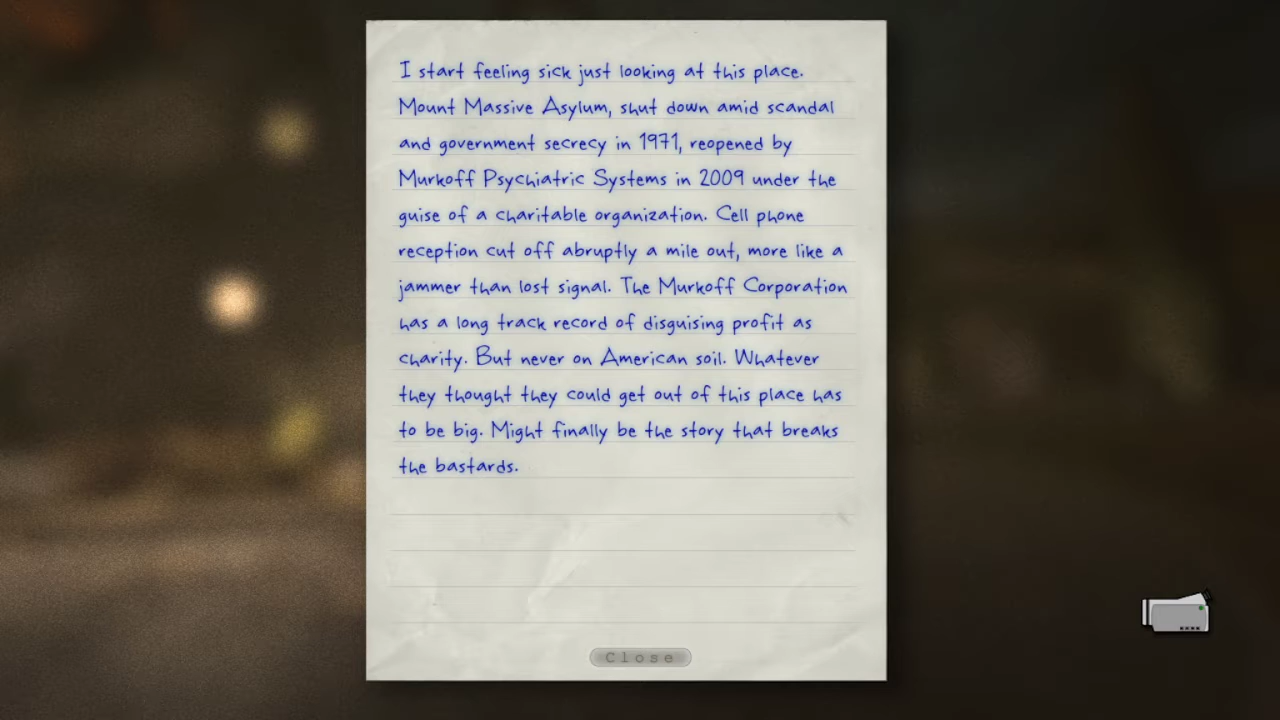 I start feeling sick just looking at this place.
Mount Massive Asylum, shut down amid scandal
and government secrecy in 1971, reopened by
Murkoff Psychiatric Systems in 2009 under the
guise of a charitable organization. Cell phone
reception cut off abruptly a mile out, more like a
jammer than lost signal. The Murkoff Corporation
has a long track record of disguising profit as
charity. But never on American soil. Whatever
they thought they could get out of this place has
to be big. Might finally be the story that breaks
the bastards.
Close